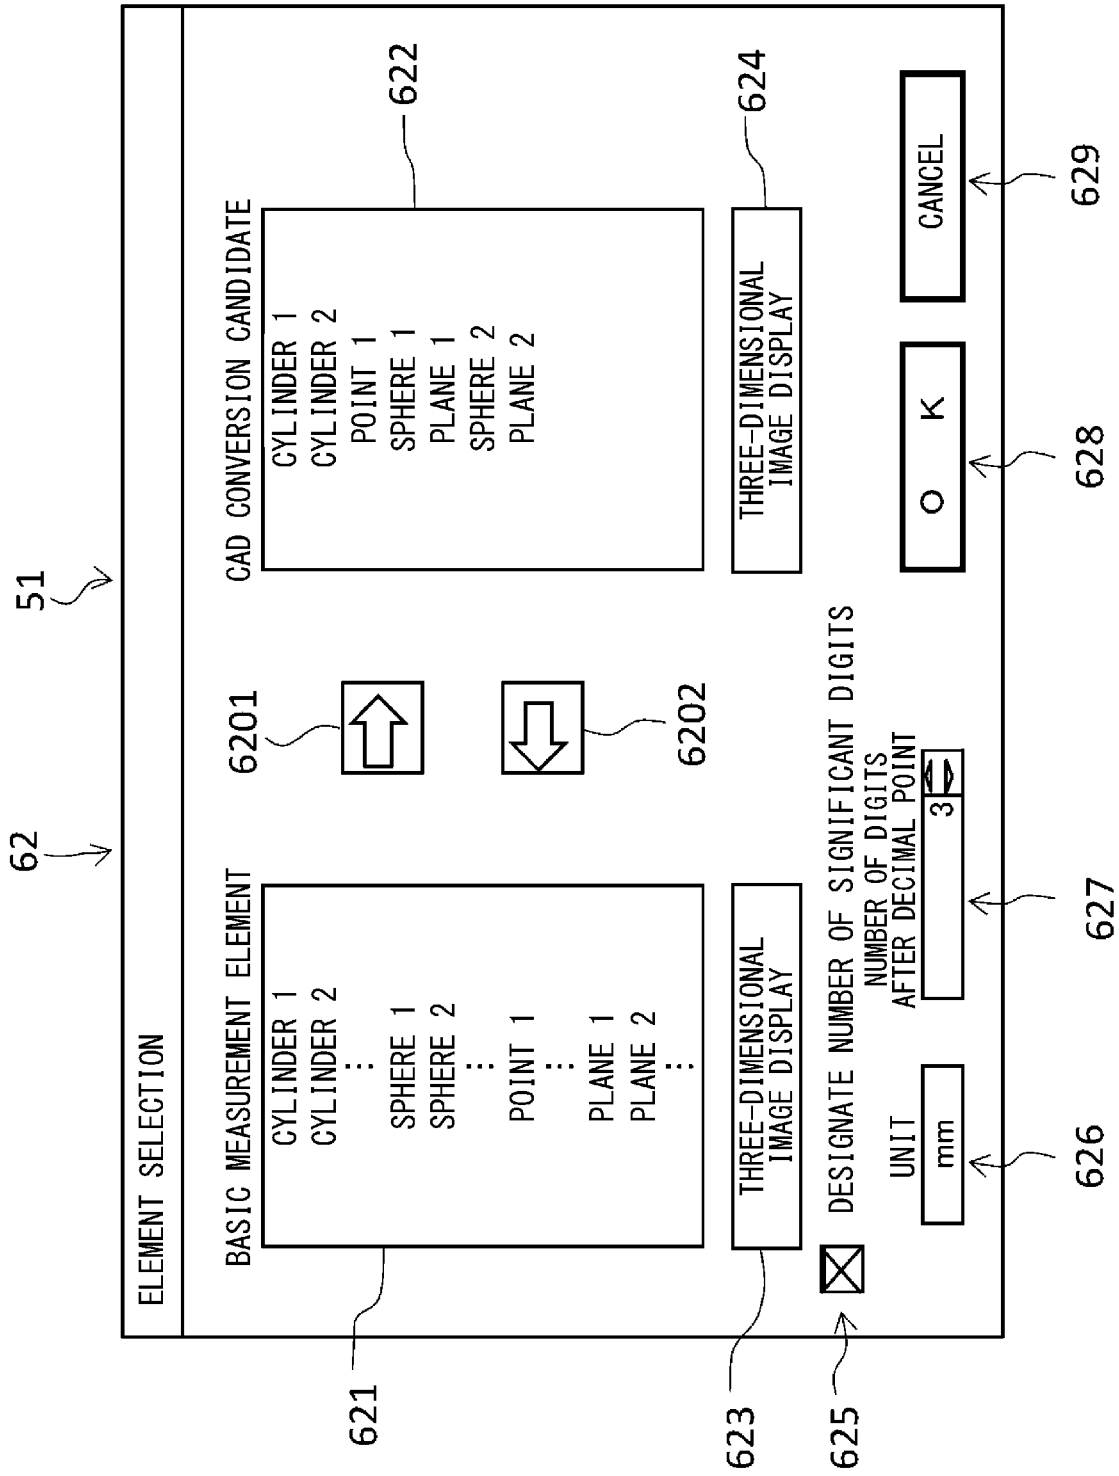 62
51
ELEMENT SELECTION
BASIC MEASUREMENT ELEMENT
CYLINDER 1
CYLINDER 2
...
SPHERE 1
SPHERE 2
...
POINT 1
...
PLANE 1
PLANE 2
...
621
6201
6202
CAD CONVERSION CANDIDATE
CYLINDER 1
CYLINDER 2
POINT 1
SPHERE 1
PLANE 1
SPHERE 2
PLANE 2
622
THREE-DIMENSIONAL
IMAGE DISPLAY
623
THREE-DIMENSIONAL
IMAGE DISPLAY
624
DESIGNATE NUMBER OF SIGNIFICANT DIGITS
625
UNIT
mm
626
NUMBER OF DIGITS
AFTER DECIMAL POINT
3
627
O K
628
CANCEL
629